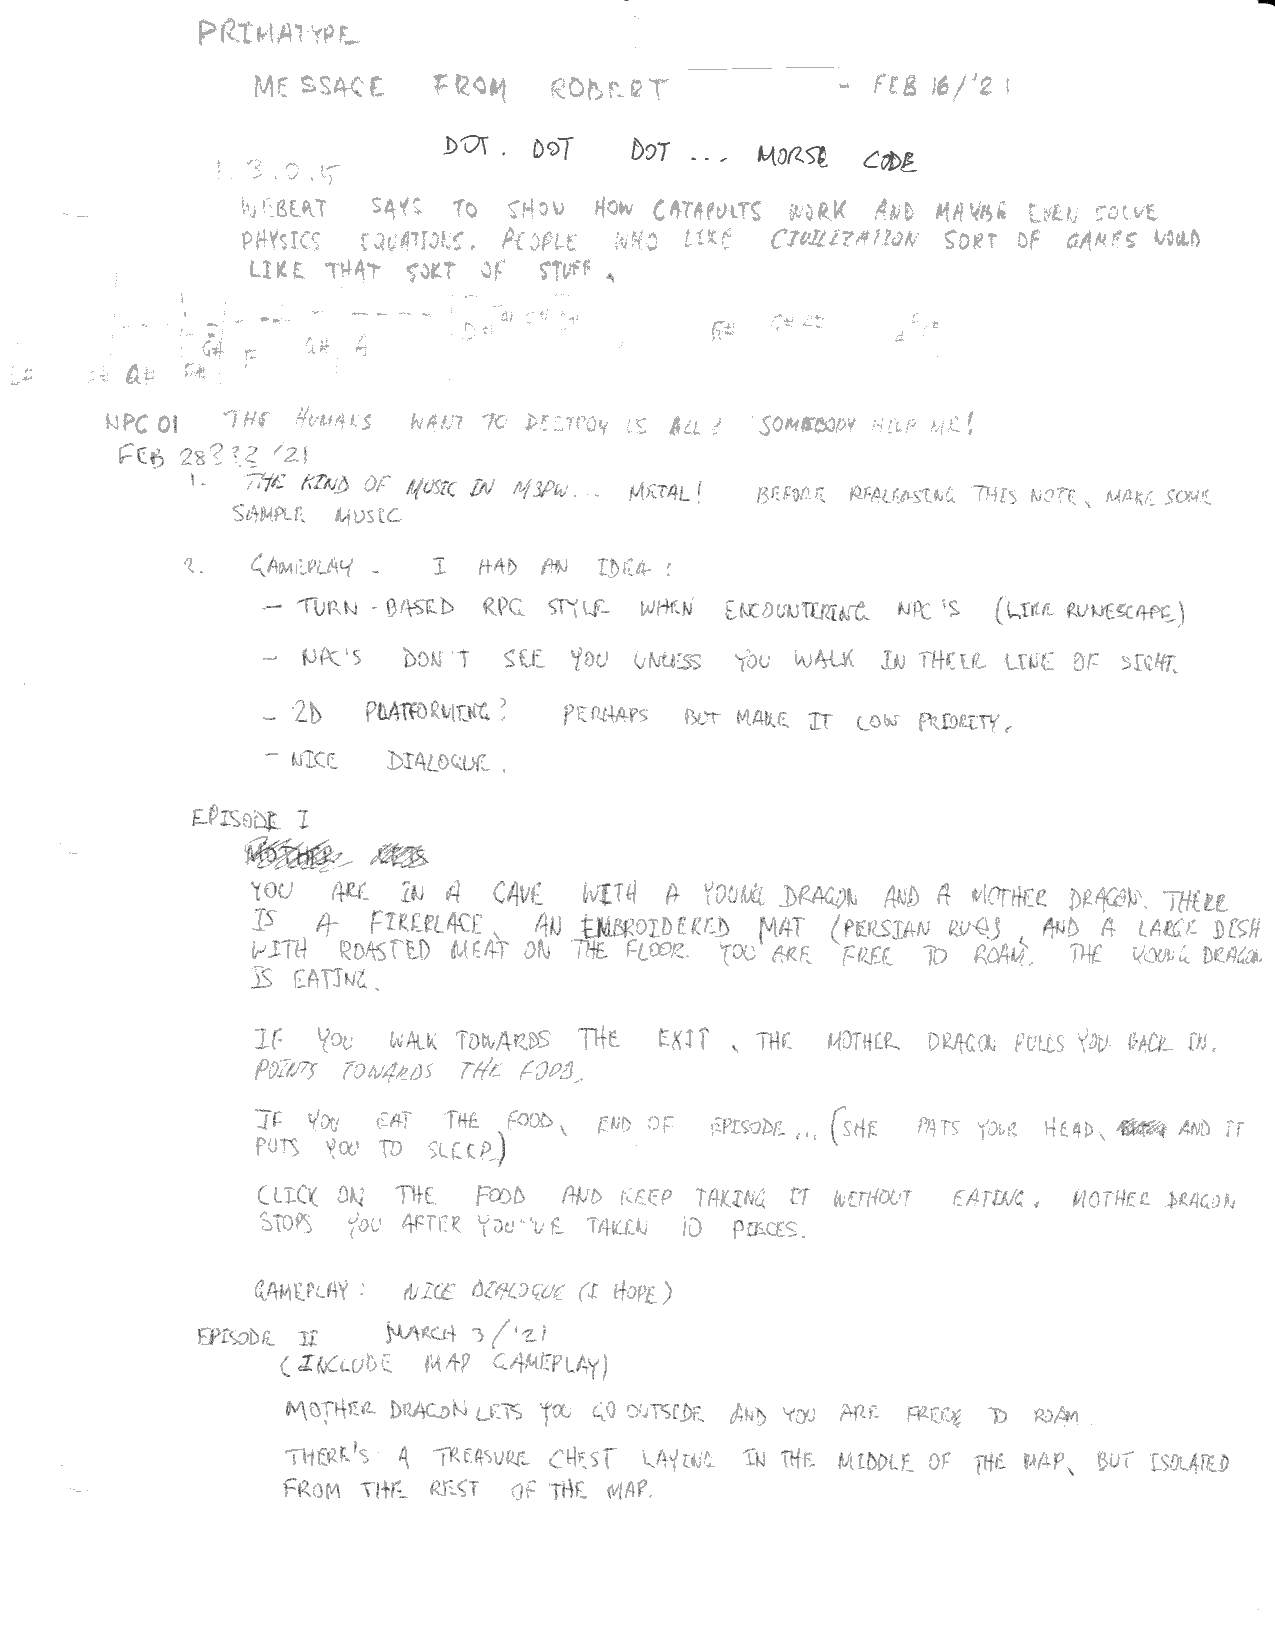 PRIMATYPE
MESSAGE FROM ROBERT - FEB 16/'21
DOT. DOT DOT ... MORSE CODE
1.3.0.5
WEBERT SAYS TO SHOW HOW CATAPULTS WORK AND MAYBE EVEN SOLVE
PHYSICS EQUATIONS. PEOPLE WHO LIKE CIVILIZATIION SORT OF GAMES WOULD
LIKE THAT SORT OF STUFF.
G# F G# A
G# F#
NPC 01 THE HUMANS WANT TO DESTROY US ALL! SOMEBODY HELP ME!
FEB 28??? '21
1. THE KIND OF MUSIC IN M3PW... METAL! BEFORE REALEASING THIS NOTE, MAKE SOME
SAMPLE MUSIC
2. GAMEPLAY - I HAD AN IDEA:
- TURN-BASED RPG STYLE WHEN ENCOUNTERING NPC'S (LIKE RUNESCAPE)
- NPC'S DON'T SEE YOU UNLESS YOU WALK IN THEIR LINE OF SIGHT.
- 2D PLATFORMING? PERHAPS BUT MAKE IT LOW PRIORITY.
- NICE DIALOGUE.
EPISODE I
YOU ARE IN A CAVE WITH A YOUNG DRAGON AND A MOTHER DRAGON. THERE
IS A FIREPLACE, AN EMBROIDERED MAT (PERSIAN RUG), AND A LARGE DISH
WITH ROASTED MEAT ON THE FLOOR. YOU ARE FREE TO ROAM. THE YOUNG DRAGON
IS EATING.
IF YOU WALK TOWARDS THE EXIT, THE MOTHER DRAGON PULLS YOU BACK IN.
POINTS TOWARDS THE FOOD.
IF YOU EAT THE FOOD, END OF EPISODE... (SHE PATS YOUR HEAD, AND IT
PUTS YOU TO SLEEP)
CLICK ON THE FOOD AND KEEP TAKING IT WITHOUT EATING. MOTHER DRAGON
STOPS YOU AFTER YOU'VE TAKEN 10 PIECES.
GAMEPLAY: NICE DIALOGUE (I HOPE)
EPISODE II MARCH 3/'21
(INCLUDE MAP GAMEPLAY)
MOTHER DRAGON LETS YOU GO OUTSIDE AND YOU ARE FREE TO ROAM.
THERE'S A TREASURE CHEST LAYING IN THE MIDDLE OF THE MAP, BUT ISOLATED
FROM THE REST OF THE MAP.